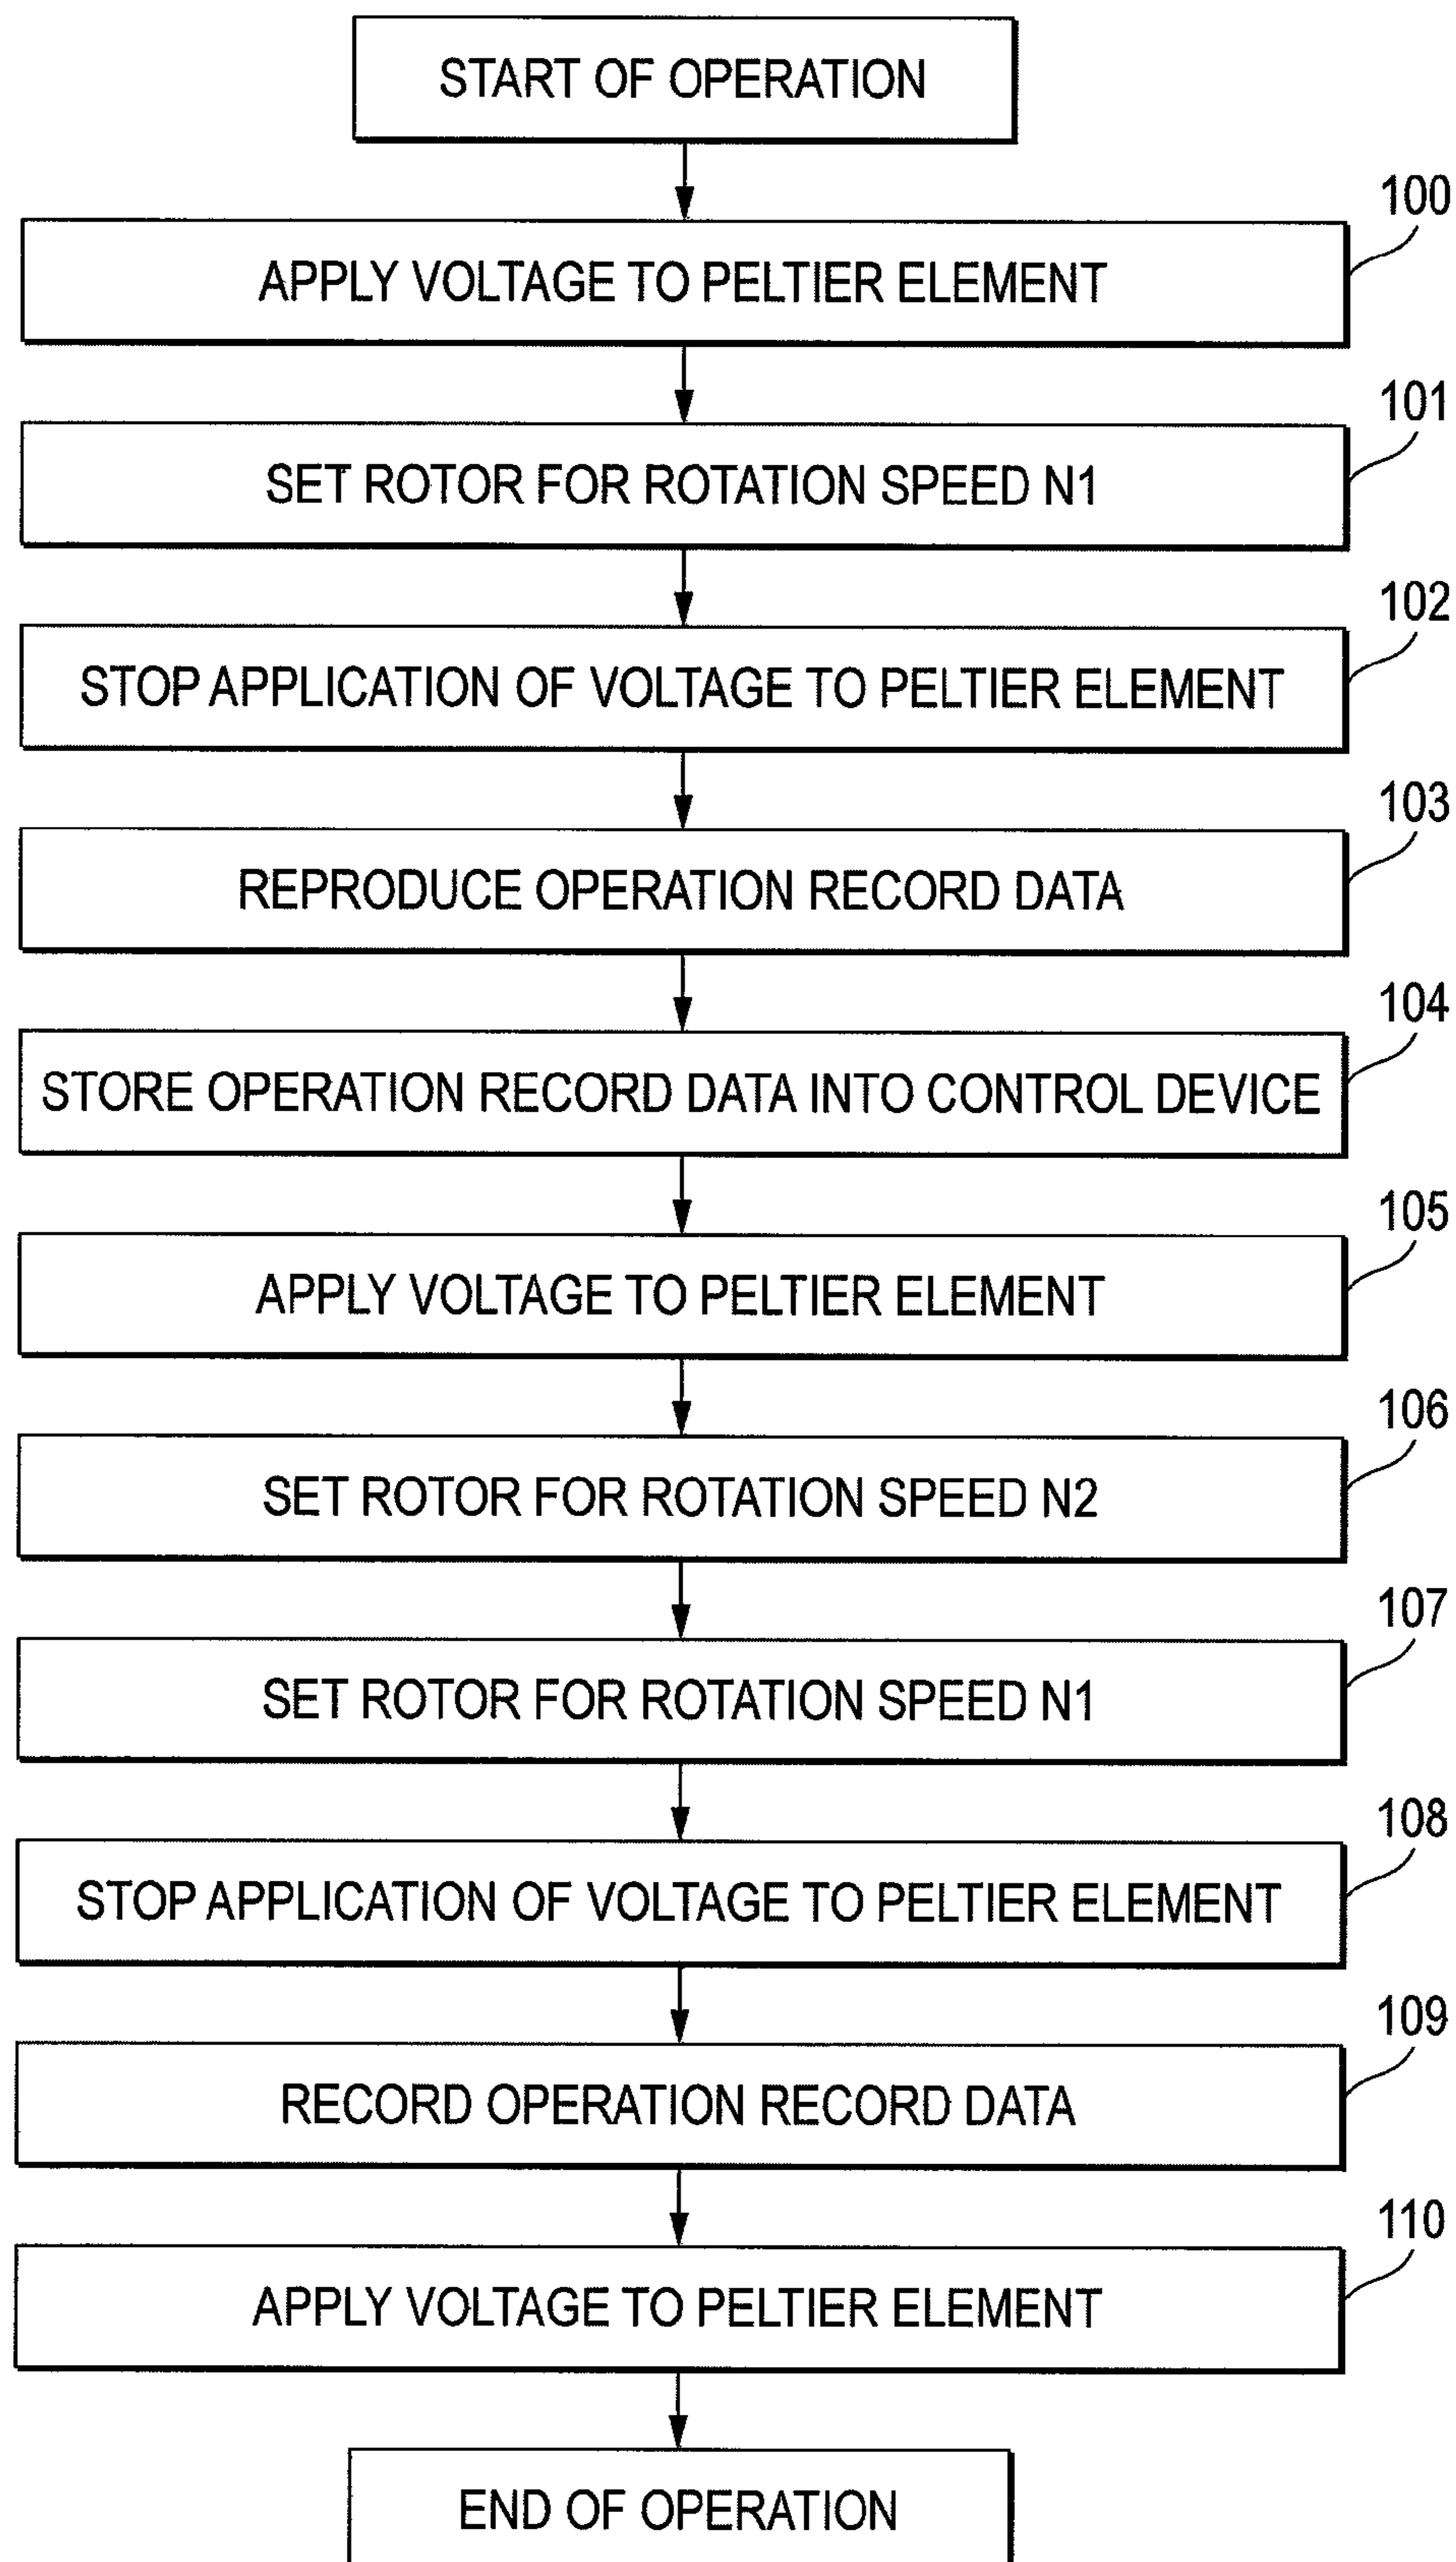 START OF OPERATION
100
APPLY VOLTAGE TO PELTIER ELEMENT
101
SET ROTOR FOR ROTATION SPEED N1
102
STOP APPLICATION OF VOLTAGE TO PELTIER ELEMENT
103
REPRODUCE OPERATION RECORD DATA
104
STORE OPERATION RECORD DATA INTO CONTROL DEVICE
105
APPLY VOLTAGE TO PELTIER ELEMENT
106
SET ROTOR FOR ROTATION SPEED N2
107
SET ROTOR FOR ROTATION SPEED N1
108
STOP APPLICATION OF VOLTAGE TO PELTIER ELEMENT
109
RECORD OPERATION RECORD DATA
110
APPLY VOLTAGE TO PELTIER ELEMENT
END OF OPERATION